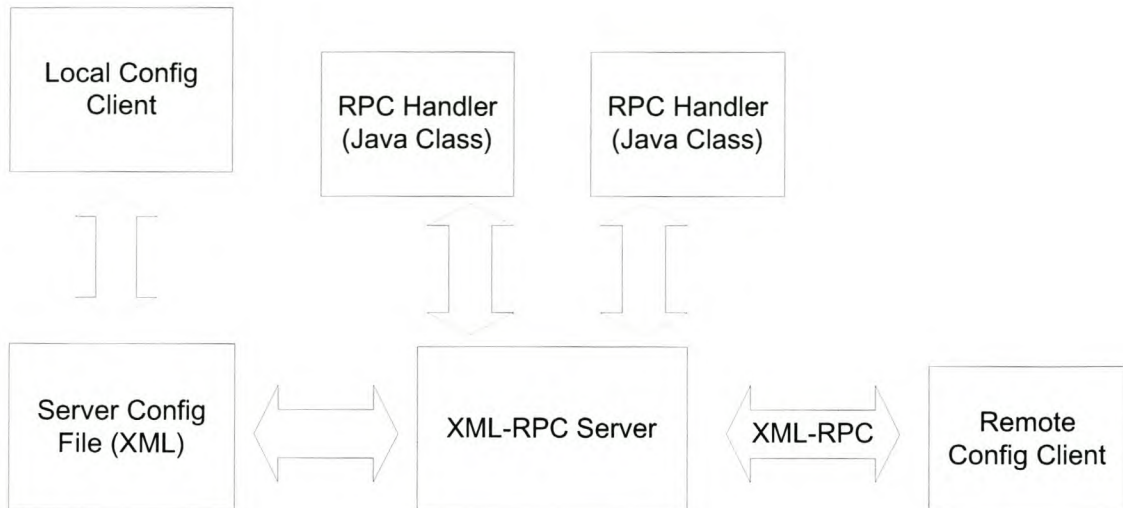 Local Config
Client
RPC Handler
(Java Class)
RPC Handler
(Java Class)
Server Config
File (XML)
XML-RPC Server
XML-RPC
Remote
Config Client